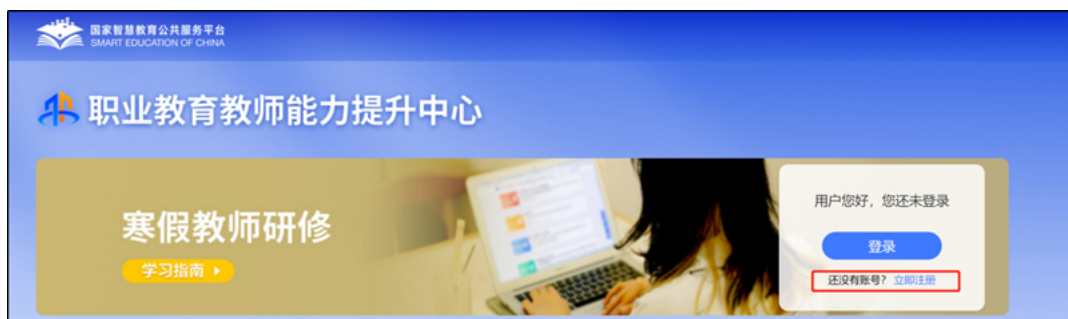 国家智慧教育公共服务平台
SMART EDUCATION OF CHINA
职业教育教师能力提升中心
寒假教师研修
学习指南
用户您好，您还未登录
登录
还没有账号？ 立即注册